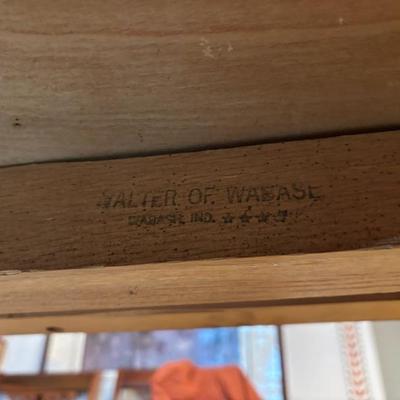 WALTER OF WABASH
WABASH, IND. ★★★★